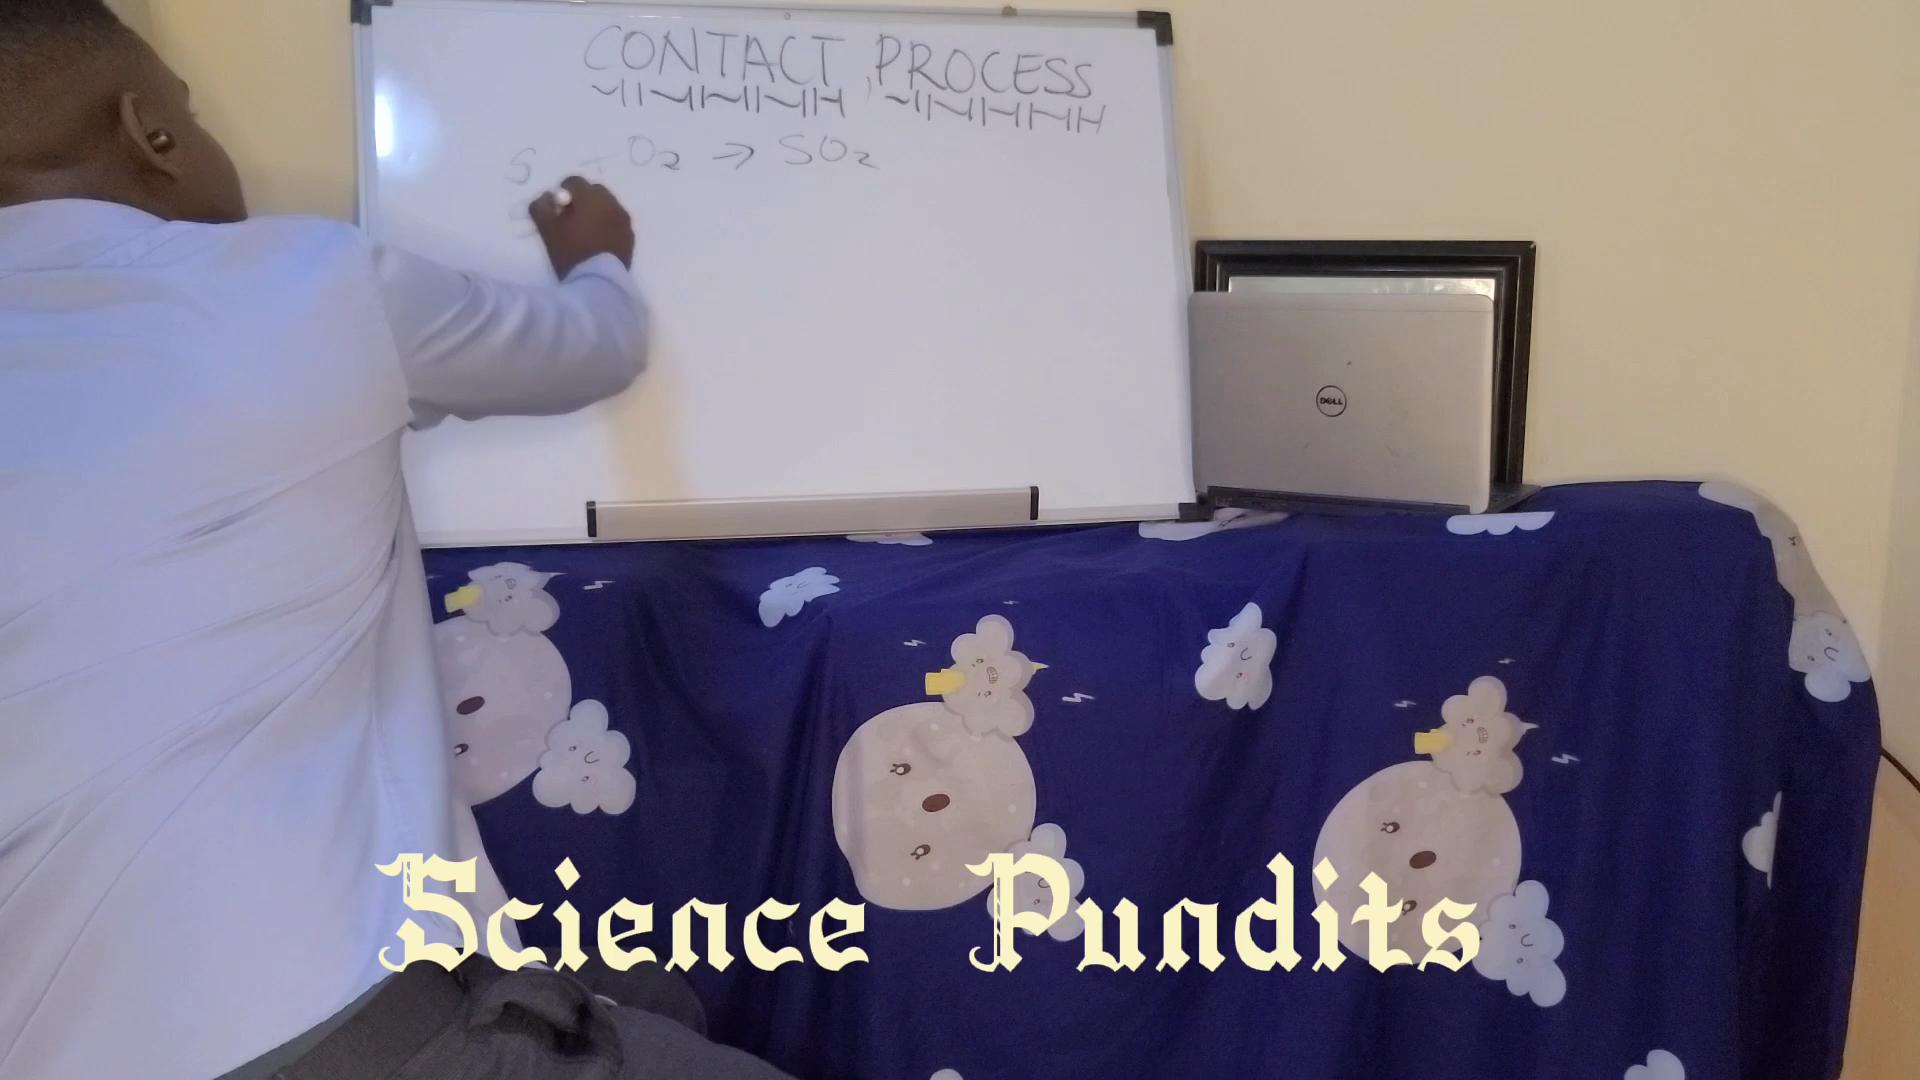 CONTACT PROCESS
S + O₂ → SO₂
DELL
Science Pundits